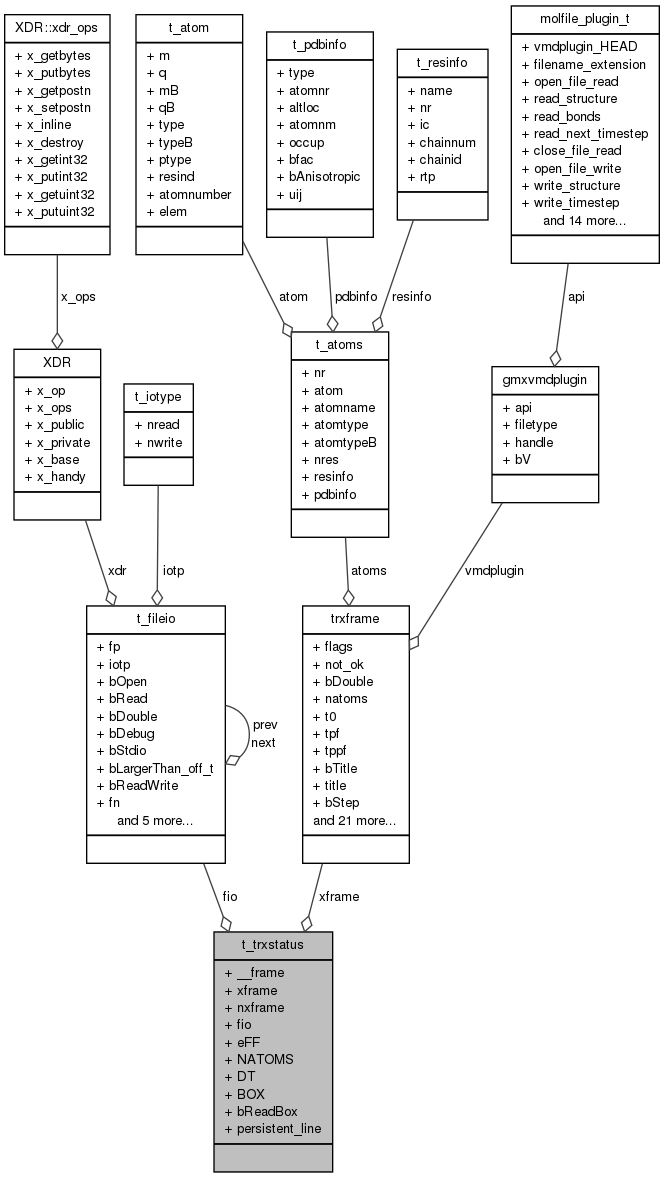 XDR::xdr_ops
+ x_getbytes
+ x_putbytes
+ x_getpostn
+ x_setpostn
+ x_inline
+ x_destroy
+ x_getint32
+ x_putint32
+ x_getuint32
+ x_putuint32
t_atom
+ m
+ q
+ mB
+ qB
+ type
+ typeB
+ ptype
+ resind
+ atomnumber
+ elem
t_pdbinfo
+ type
+ atomnr
+ altloc
+ atomnm
+ occup
+ bfac
+ bAnisotropic
+ uij
t_resinfo
+ name
+ nr
+ ic
+ chainnum
+ chainid
+ rtp
molfile_plugin_t
+ vmdplugin_HEAD
+ filename_extension
+ open_file_read
+ read_structure
+ read_bonds
+ read_next_timestep
+ close_file_read
+ open_file_write
+ write_structure
+ write_timestep
and 14 more...
x_ops
atom
pdbinfo
resinfo
api
XDR
+ x_op
+ x_ops
+ x_public
+ x_private
+ x_base
+ x_handy
t_iotype
+ nread
+ nwrite
t_atoms
+ nr
+ atom
+ atomname
+ atomtype
+ atomtypeB
+ nres
+ resinfo
+ pdbinfo
gmxvmdplugin
+ api
+ filetype
+ handle
+ bV
xdr
iotp
atoms
vmdplugin
t_fileio
+ fp
+ iotp
+ bOpen
+ bRead
+ bDouble
+ bDebug
+ bStdio
+ bLargerThan_off_t
+ bReadWrite
+ fn
and 5 more...
prev
next
trxframe
+ flags
+ not_ok
+ bDouble
+ natoms
+ t0
+ tpf
+ tppf
+ bTitle
+ title
+ bStep
and 21 more...
fio
xframe
t_trxstatus
+ __frame
+ xframe
+ nxframe
+ fio
+ eFF
+ NATOMS
+ DT
+ BOX
+ bReadBox
+ persistent_line